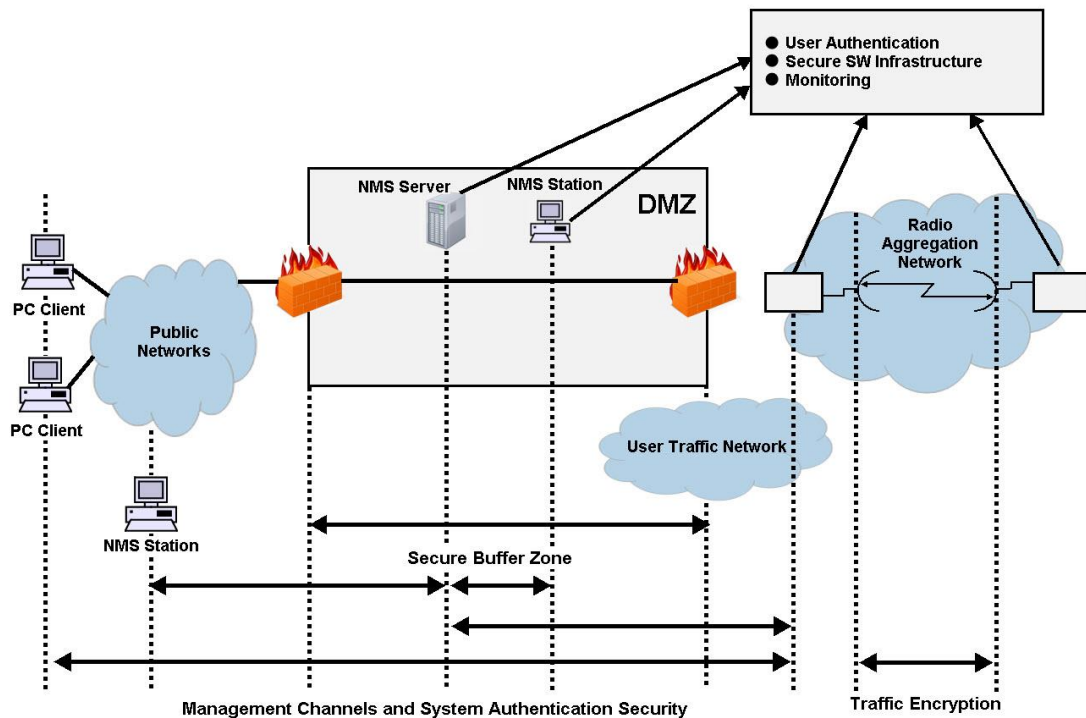 User Authentication
Secure SW Infrastructure
Monitoring
NMS Server
NMS Station
DMZ
Radio
Aggregation
Network
PC Client
Public
Networks
PC Client
User Traffic Network
NMS Station
Secure Buffer Zone
Management Channels and System Authentication Security
Traffic Encryption